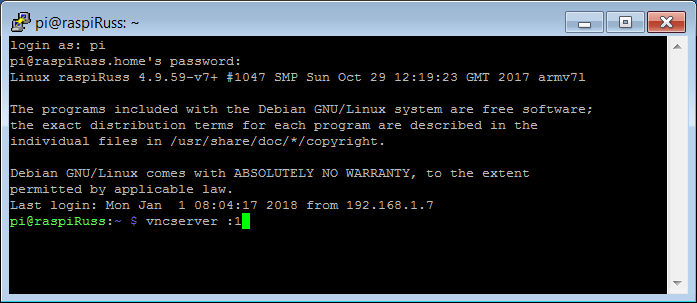 pi@raspiRuss: ~
login as: pi
pi@raspiRuss.home's password:
Linux raspiRuss 4.9.59-v7+ #1047 SMP Sun Oct 29 12:19:23 GMT 2017 armv7l
The programs included with the Debian GNU/Linux system are free software;
the exact distribution terms for each program are described in the
individual files in /usr/share/doc/*/copyright.
Debian GNU/Linux comes with ABSOLUTELY NO WARRANTY, to the extent
permitted by applicable law.
Last login: Mon Jan  1 08:04:17 2018 from 192.168.1.7
pi@raspiRuss:~ $ vncserver :1